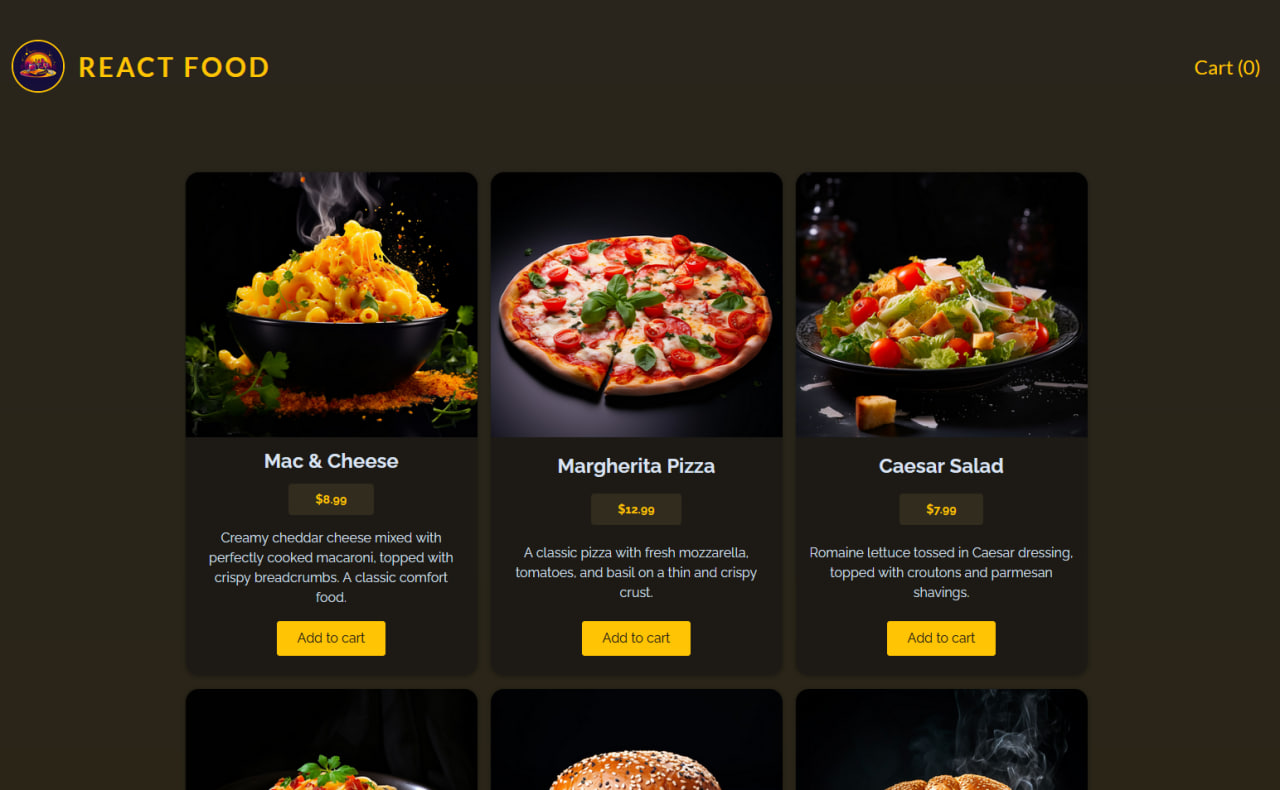 REACT FOOD
Cart (0)
Mac & Cheese
$8.99
Creamy cheddar cheese mixed with
perfectly cooked macaroni, topped with
crispy breadcrumbs. A classic comfort
food.
Add to cart
Margherita Pizza
$12.99
A classic pizza with fresh mozzarella,
tomatoes, and basil on a thin and crispy
crust.
Add to cart
Caesar Salad
$7.99
Romaine lettuce tossed in Caesar dressing,
topped with croutons and parmesan
shavings.
Add to cart